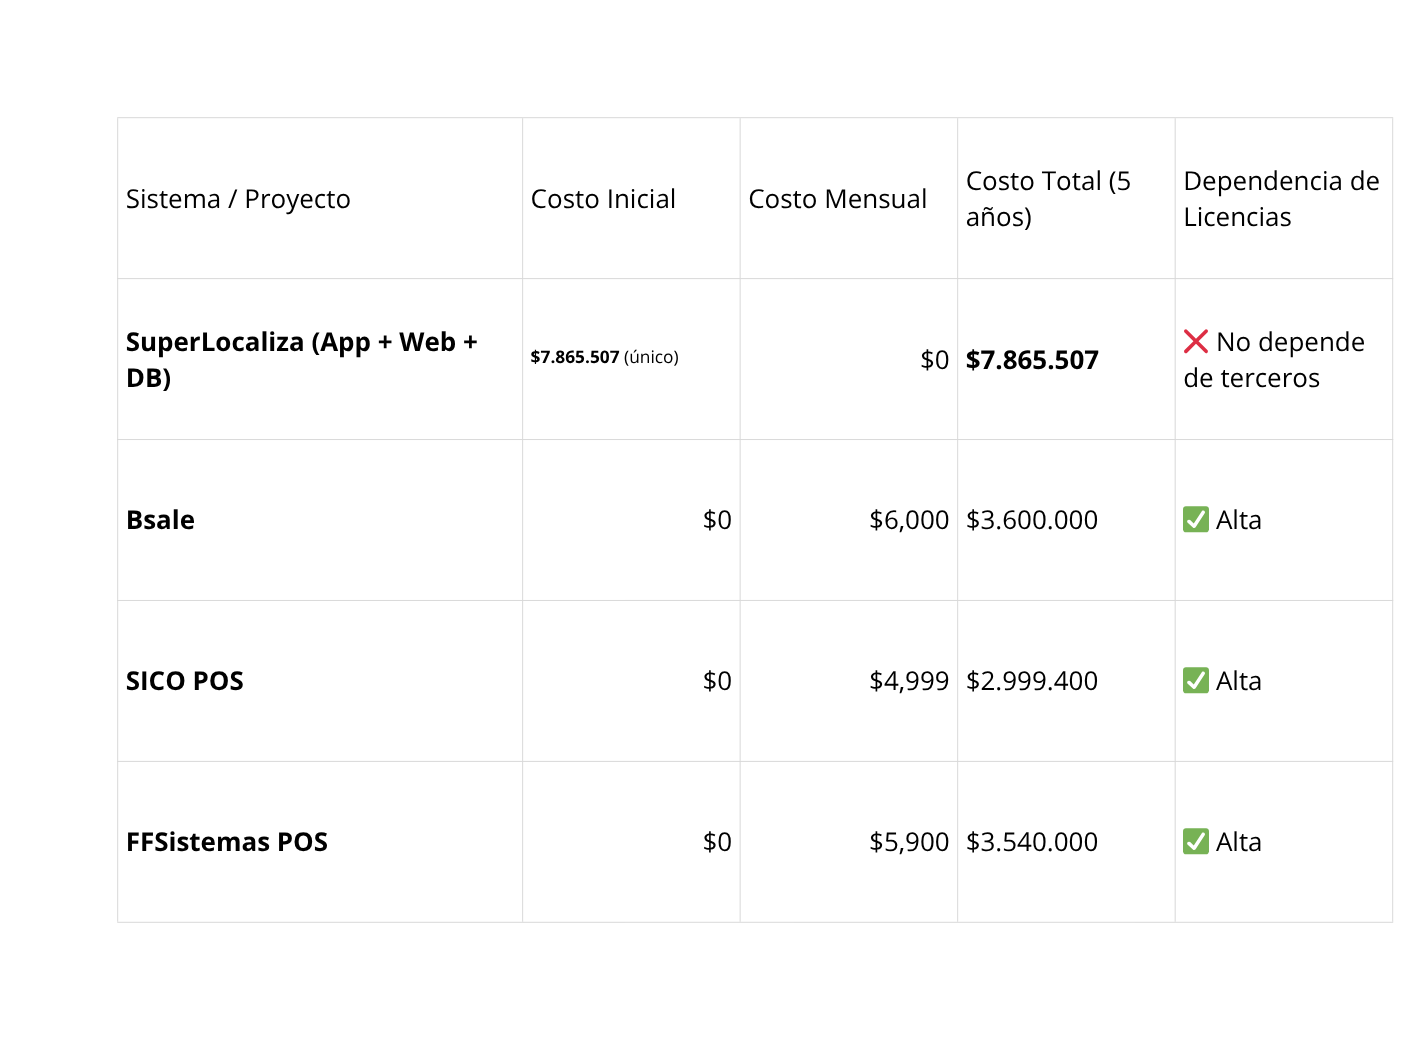 Sistema / Proyecto
Costo Inicial
Costo Mensual
Costo Total (5
años)
Dependencia de
Licencias
SuperLocaliza (App + Web +
DB)
$7.865.507 (único)
$0
$7.865.507
❌ No depende
de terceros
Bsale
$0
$6,000
$3.600.000
✅ Alta
SICO POS
$0
$4,999
$2.999.400
✅ Alta
FFSistemas POS
$0
$5,900
$3.540.000
✅ Alta